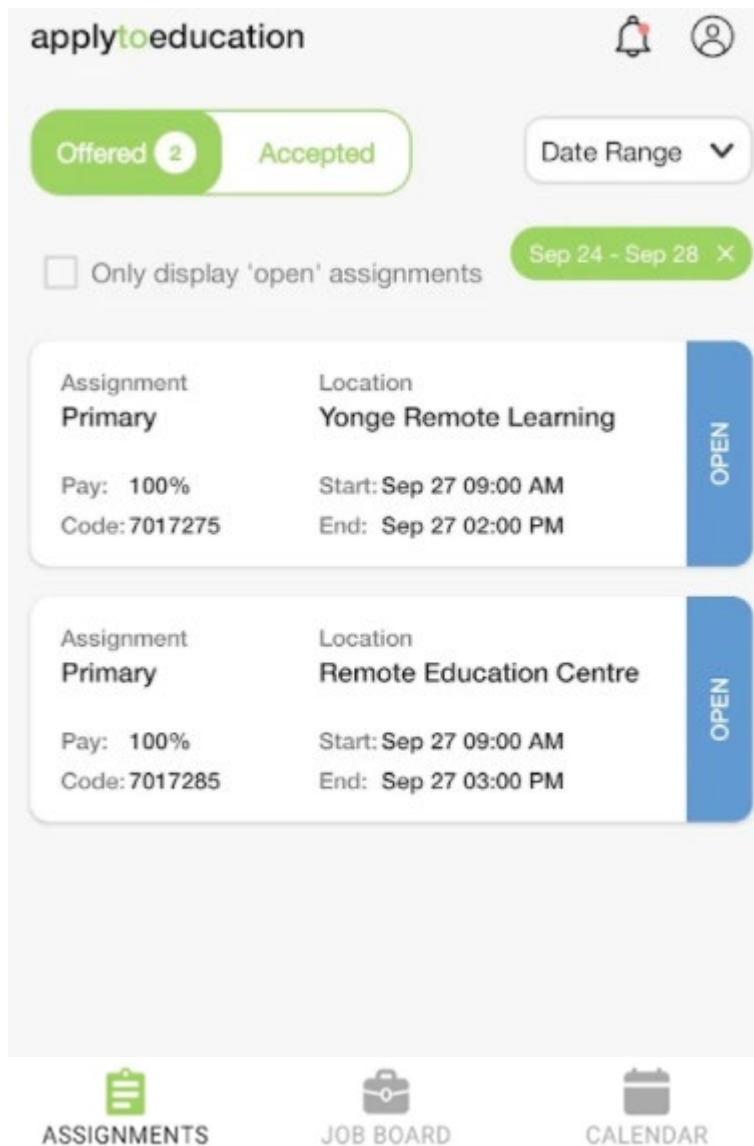 applytoeducation
Offered 2 Accepted Date Range
Sep 24 - Sep 28 ×
Only display 'open' assignments
Assignment Location
Primary Yonge Remote Learning
Pay: 100% Start: Sep 27 09:00 AM
Code: 7017275 End: Sep 27 02:00 PM
OPEN
Assignment Location
Primary Remote Education Centre
Pay: 100% Start: Sep 27 09:00 AM
Code: 7017285 End: Sep 27 03:00 PM
OPEN
ASSIGNMENTS JOB BOARD CALENDAR